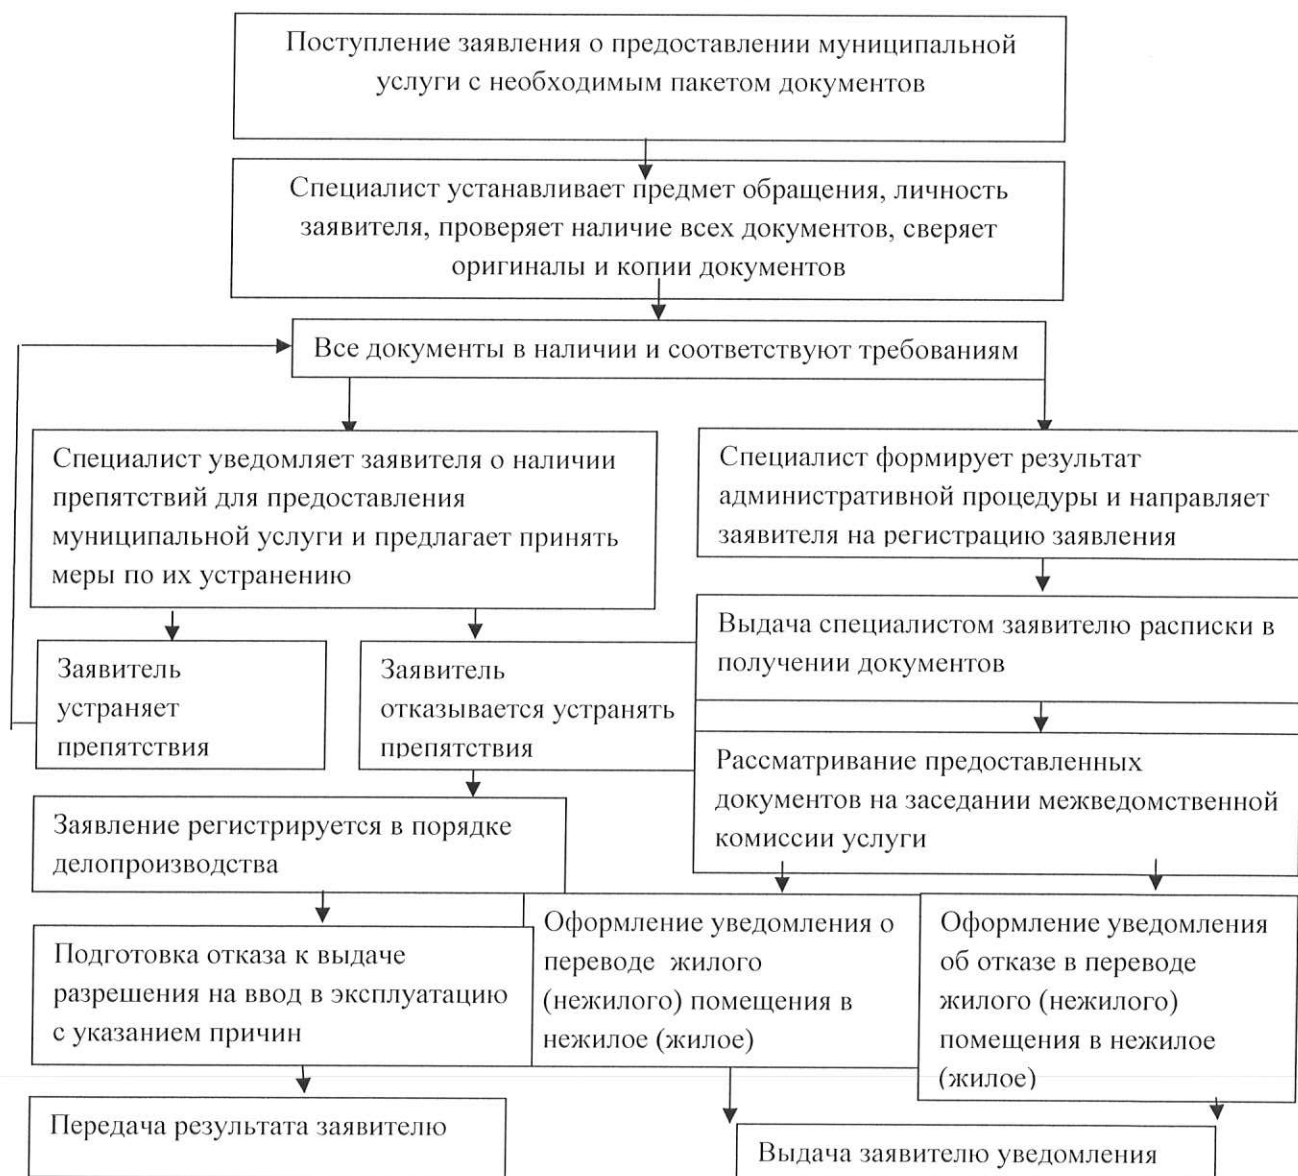 Поступление заявления о предоставлении муниципальной
услуги с необходимым пакетом документов
Специалист устанавливает предмет обращения, личность
заявителя, проверяет наличие всех документов, сверяет
оригиналы и копии документов
Все документы в наличии и соответствуют требованиям
Специалист уведомляет заявителя о наличии
препятствий для предоставления
муниципальной услуги и предлагает принять
меры по их устранению
Специалист формирует результат
административной процедуры и направляет
заявителя на регистрацию заявления
Заявитель
устраняет
препятствия
Заявитель
отказывается устранять
препятствия
Выдача специалистом заявителю расписки в
получении документов
Рассматривание предоставленных
документов на заседании межведомственной
комиссии услуги
Заявление регистрируется в порядке
делопроизводства
Подготовка отказа к выдаче
разрешения на ввод в эксплуатацию
с указанием причин
Оформление уведомления о
переводе жилого
(нежилого) помещения в
нежилое (жилое)
Оформление уведомления
об отказе в переводе
жилого (нежилого)
помещения в нежилое
(жилое)
Передача результата заявителю
Выдача заявителю уведомления